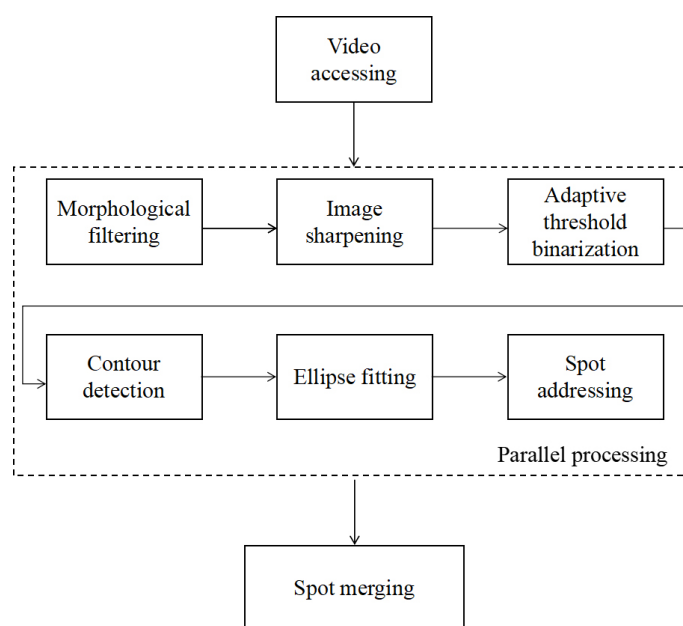 Video
accessing
Morphological
filtering
Image
sharpening
Adaptive
threshold
binarization
Contour
detection
Ellipse fitting
Spot
addressing
Parallel processing
Spot merging